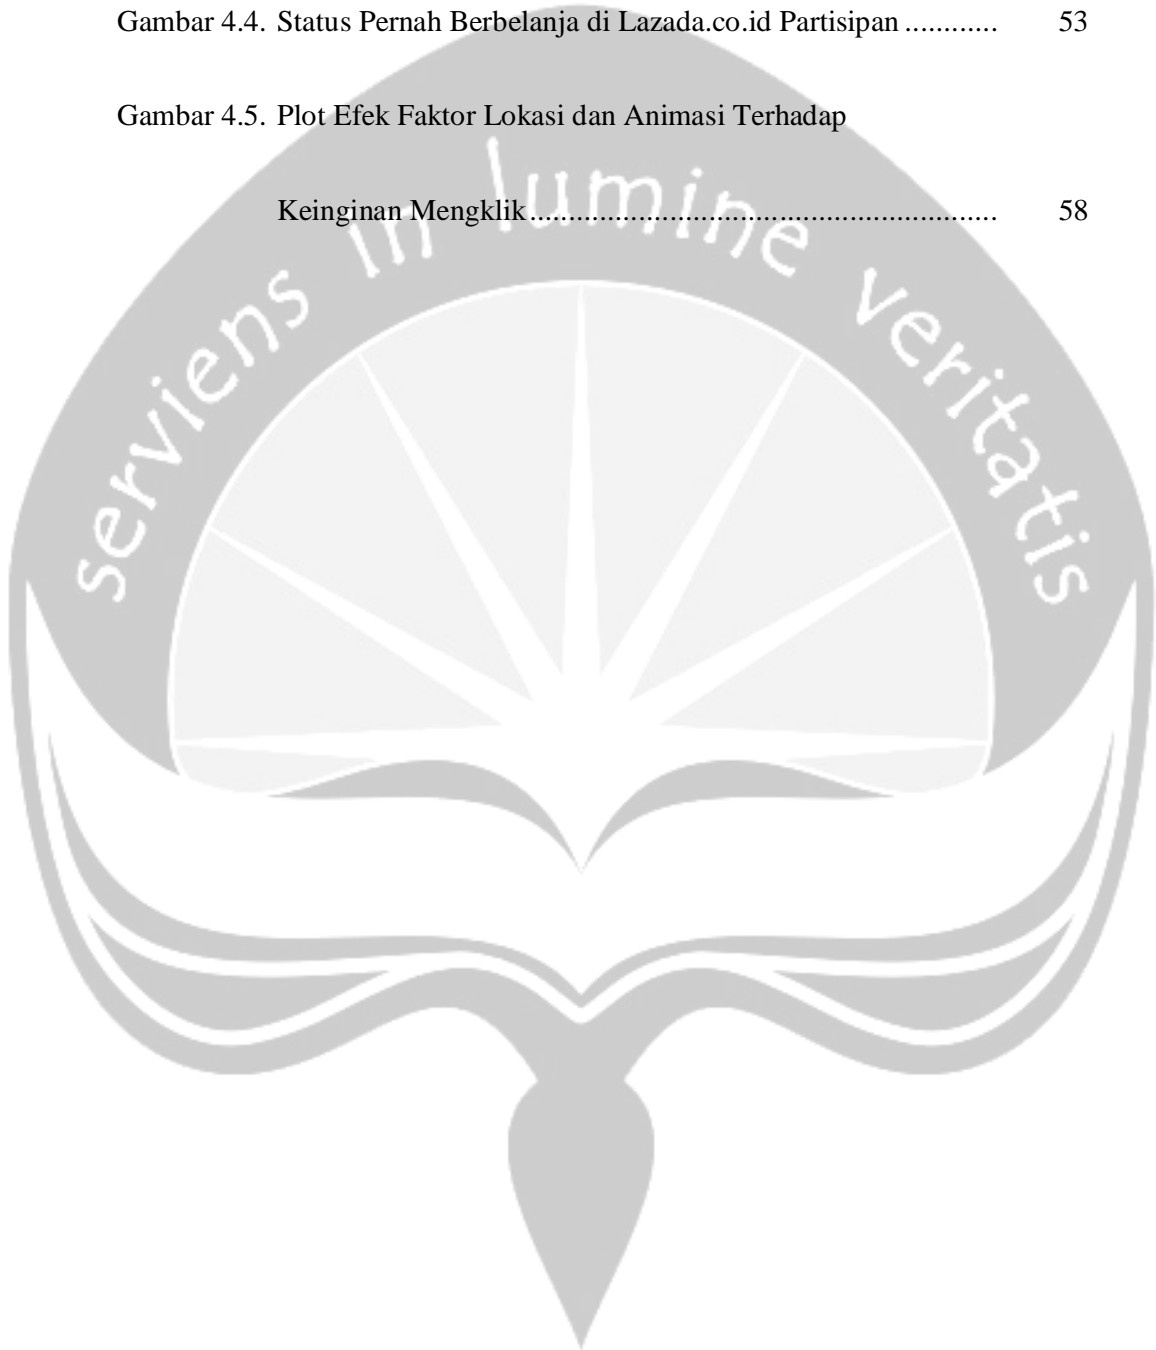 Gambar 4.4. Status Pernah Berbelanja di Lazada.co.id Partisipan ............ 53
Gambar 4.5. Plot Efek Faktor Lokasi dan Animasi Terhadap
Keinginan Mengklik............................................................. 58
serviens in lumine veritatis